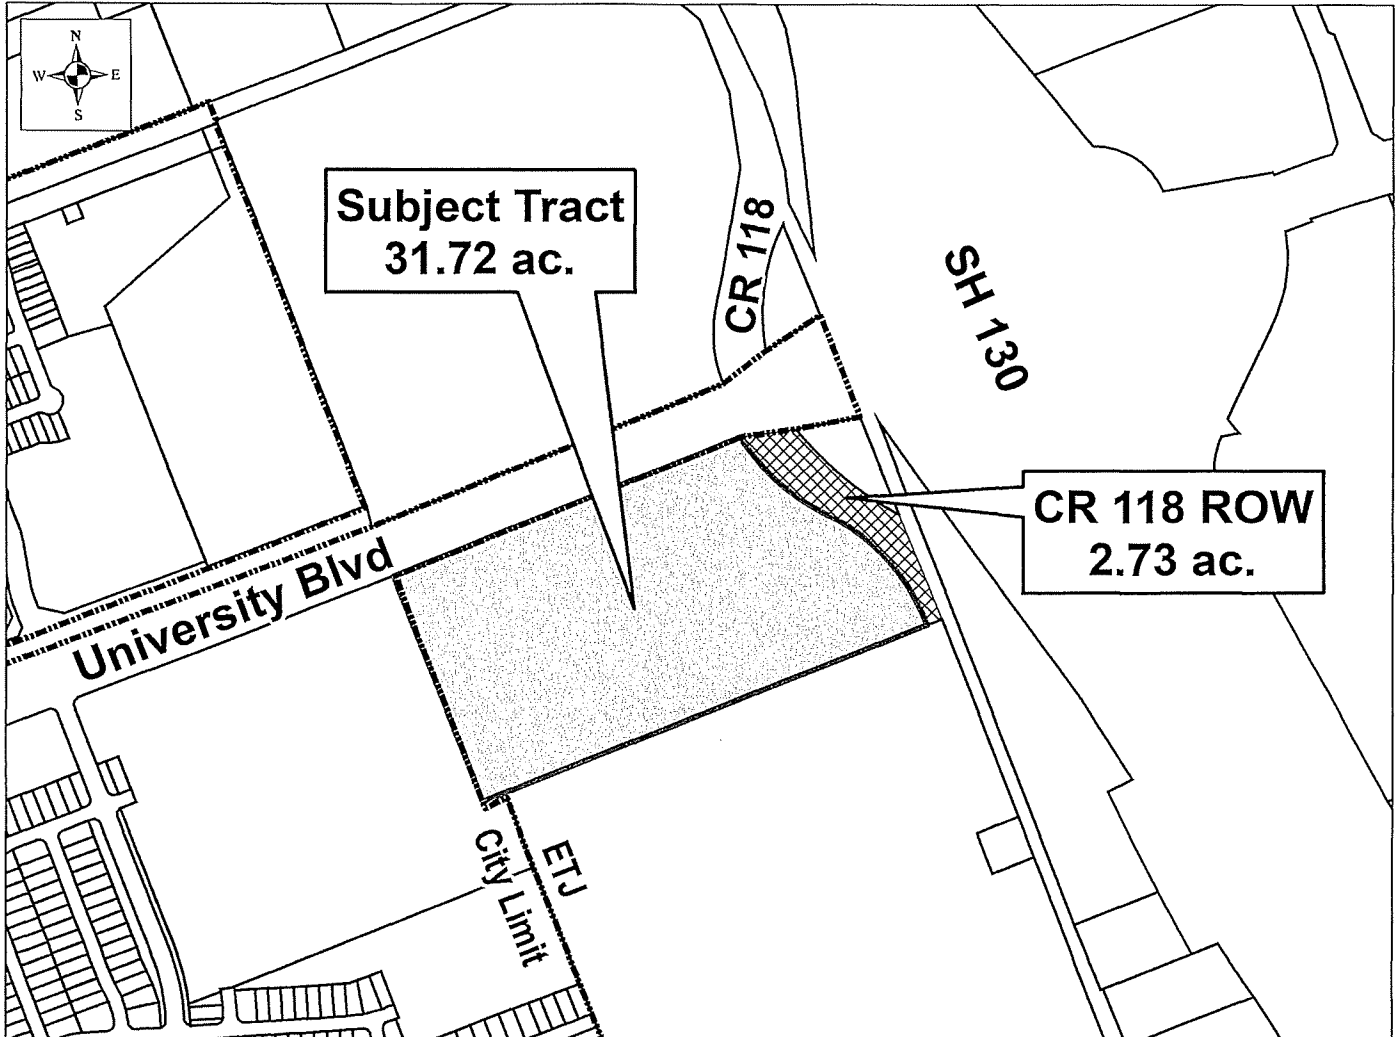 N
W E
S
Subject Tract
31.72 ac.
CR 118
SH 130
CR 118 ROW
2.73 ac.
University Blvd
City Limit
ETJ